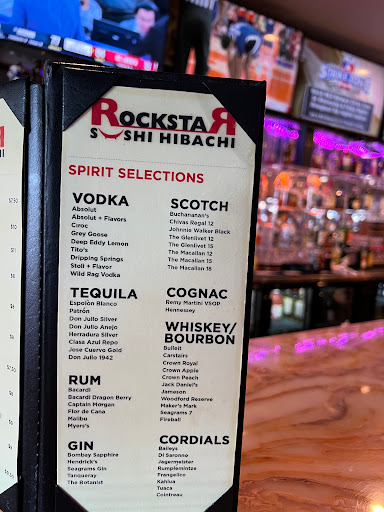 ROCKSTAR
SUSHI HIBACHI
SPIRIT SELECTIONS
VODKA
Absolut
Absolut + Flavors
Ciroc
Grey Goose
Deep Eddy Lemon
Tito's
Dripping Springs
Stoli + Flavor
Wild Rag Vodka
TEQUILA
Espolòn Blanco
Patrón
Don Julio Silver
Don Julio Anejo
Herradura Silver
Clasa Azul Repo
Jose Cuervo Gold
Don Julio 1942
RUM
Bacardi
Bacardi Dragon Berry
Captain Morgan
Flor de Cana
Malibu
Myers's
GIN
Bombay Sapphire
Hendrick's
Seagrams Gin
Tanqueray
The Botanist
SCOTCH
Buchananan's
Chivas Regal 12
Johnnie Walker Black
The Glenlivet 12
The Glenlivet 15
The Macallan 12
The Macallan 15
The Macallan 18
COGNAC
Remy Martini VSOP
Hennessey
WHISKEY/
BOURBON
Bulleit
Carstairs
Crown Royal
Crown Apple
Crown Peach
Jack Daniel's
Jameson
Woodford Reserve
Maker's Mark
Seagrams 7
Fireball
CORDIALS
Baileys
Di Saronno
Jagermeister
Rumplemintze
Frangelico
Kahlua
Tuaca
Cointreau